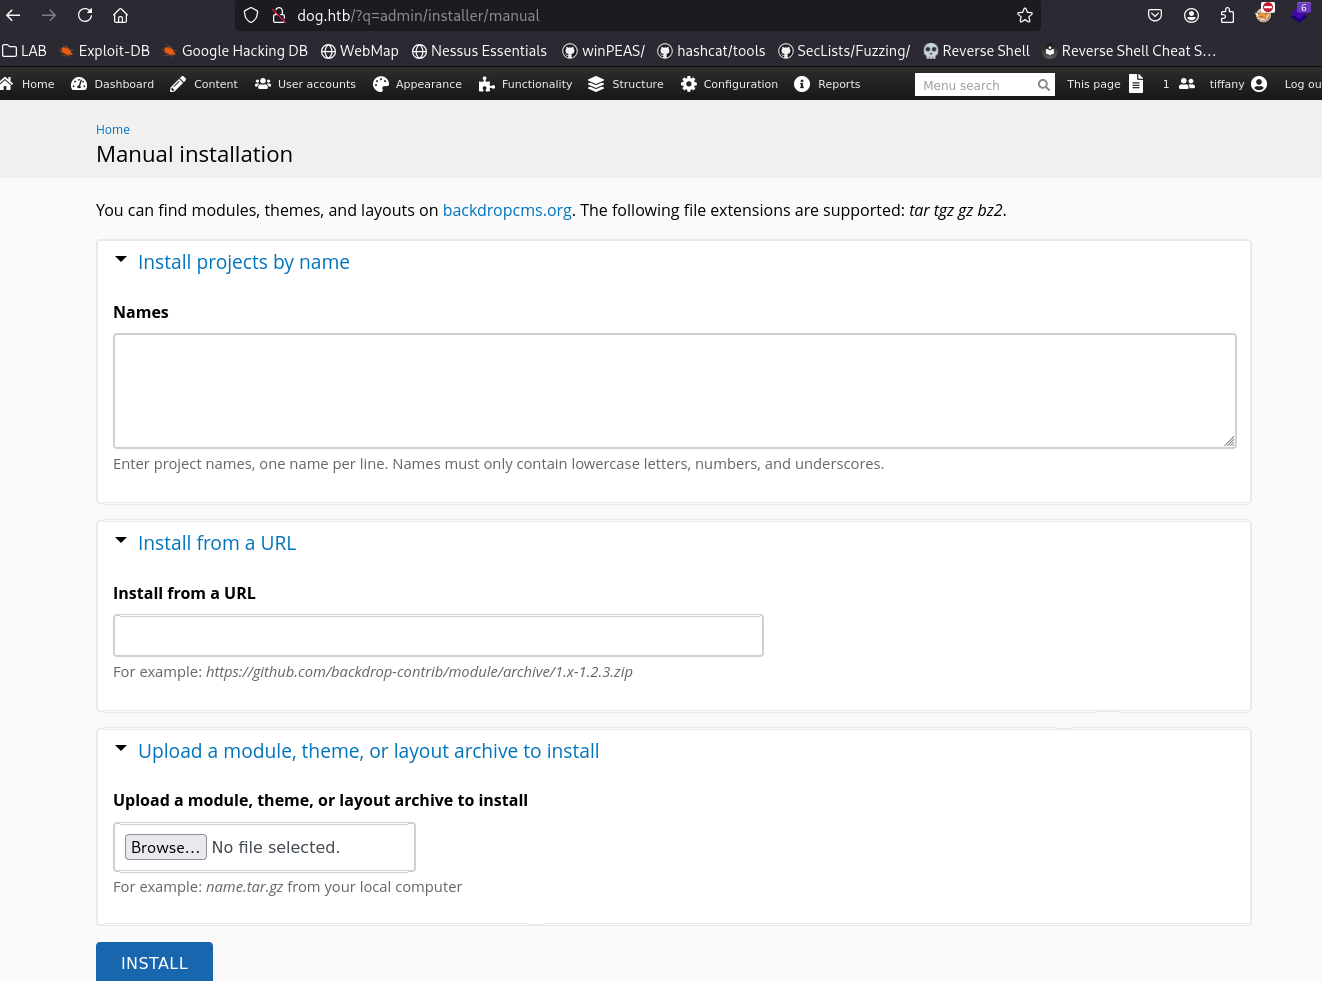 dog.htb/?q=admin/installer/manual
6
LAB Exploit-DB Google Hacking DB WebMap Nessus Essentials winPEAS/ hashcat/tools SecLists/Fuzzing/ Reverse Shell Reverse Shell Cheat S…
Home Dashboard Content User accounts Appearance Functionality Structure Configuration Reports Menu search This page 1 tiffany Log ou
Home
Manual installation
You can find modules, themes, and layouts on backdropcms.org. The following file extensions are supported: tar tgz gz bz2.
Install projects by name
Names
Enter project names, one name per line. Names must only contain lowercase letters, numbers, and underscores.
Install from a URL
Install from a URL
For example: https://github.com/backdrop-contrib/module/archive/1.x-1.2.3.zip
Upload a module, theme, or layout archive to install
Upload a module, theme, or layout archive to install
Browse... No file selected.
For example: name.tar.gz from your local computer
INSTALL